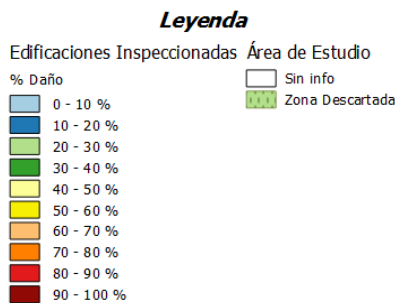 Leyenda
Edificaciones Inspeccionadas
% Daño
0 - 10 %
10 - 20 %
20 - 30 %
30 - 40 %
40 - 50 %
50 - 60 %
60 - 70 %
70 - 80 %
80 - 90 %
90 - 100 %
Área de Estudio
Sin info
Zona Descartada